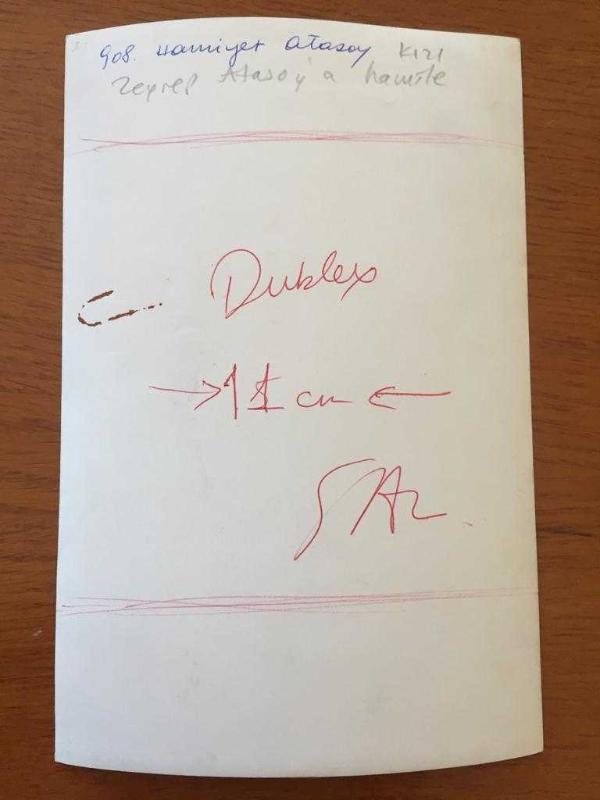 908. Hamiyet Atasoy kızı
Zeynep Atasoy'a hamile
Dublex
→ 11 cm ←